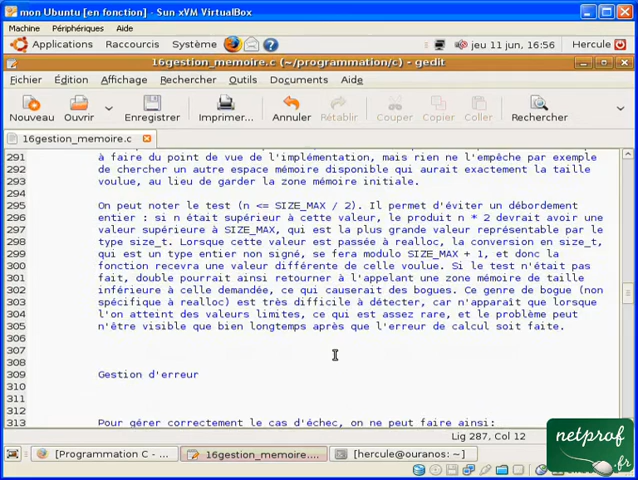 mon Ubuntu [en fonction] - Sun xVM VirtualBox
Machine Périphériques Aide
Applications Raccourcis Système jeu 11 jun, 16:56 Hercule
16gestion_memoire.c (~/programmation/c) - gedit
Fichier Édition Affichage Rechercher Outils Documents Aide
Nouveau Ouvrir Enregistrer Imprimer... Annuler Rétablir Couper Copier Coller Rechercher
16gestion_memoire.c
291 à faire du point de vue de l'implémentation, mais rien ne l'empêche par exemple
292 de chercher un autre espace mémoire disponible qui aurait exactement la taille
293 voulue, au lieu de garder la zone mémoire initiale.
294
295 On peut noter le test (n <= SIZE_MAX / 2). Il permet d'éviter un débordement
296 entier : si n était supérieur à cette valeur, le produit n * 2 devrait avoir une
297 valeur supérieure à SIZE_MAX, qui est la plus grande valeur représentable par le
298 type size_t. Lorsque cette valeur est passée à realloc, la conversion en size_t,
299 qui est un type entier non signé, se fera modulo SIZE_MAX + 1, et donc la
300 fonction recevra une valeur différente de celle voulue. Si le test n'était pas
301 fait, double pourrait ainsi retourner à l'appelant une zone mémoire de taille
302 inférieure à celle demandée, ce qui causerait des bogues. Ce genre de bogue (non
303 spécifique à realloc) est très difficile à détecter, car n'apparaît que lorsque
304 l'on atteint des valeurs limites, ce qui est assez rare, et le problème peut
305 n'être visible que bien longtemps après que l'erreur de calcul soit faite.
306
307
308
309 Gestion d'erreur
310
311
312
313 Pour gérer correctement le cas d'échec, on ne peut faire ainsi:
Lig 287, Col 12
[Programmation C - ... 16gestion_memoire.... [hercule@ouranos: ~]
netprof
.fr